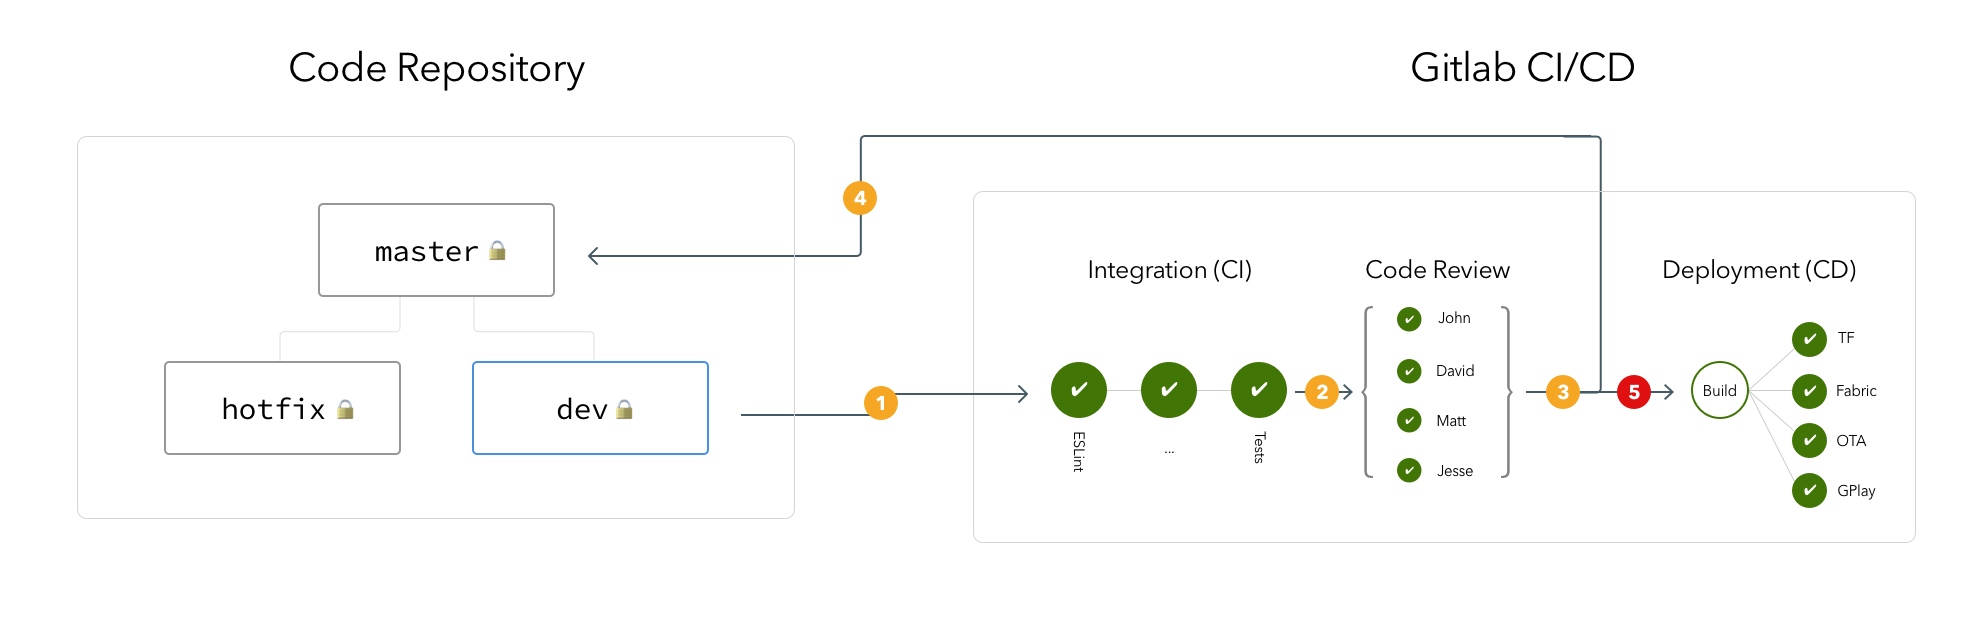 Code Repository
Gitlab CI/CD
master
hotfix
dev
4
1
Integration (CI)
ESLint
...
Tests
2
Code Review
John
David
Matt
Jesse
3
5
Deployment (CD)
Build
TF
Fabric
OTA
GPlay